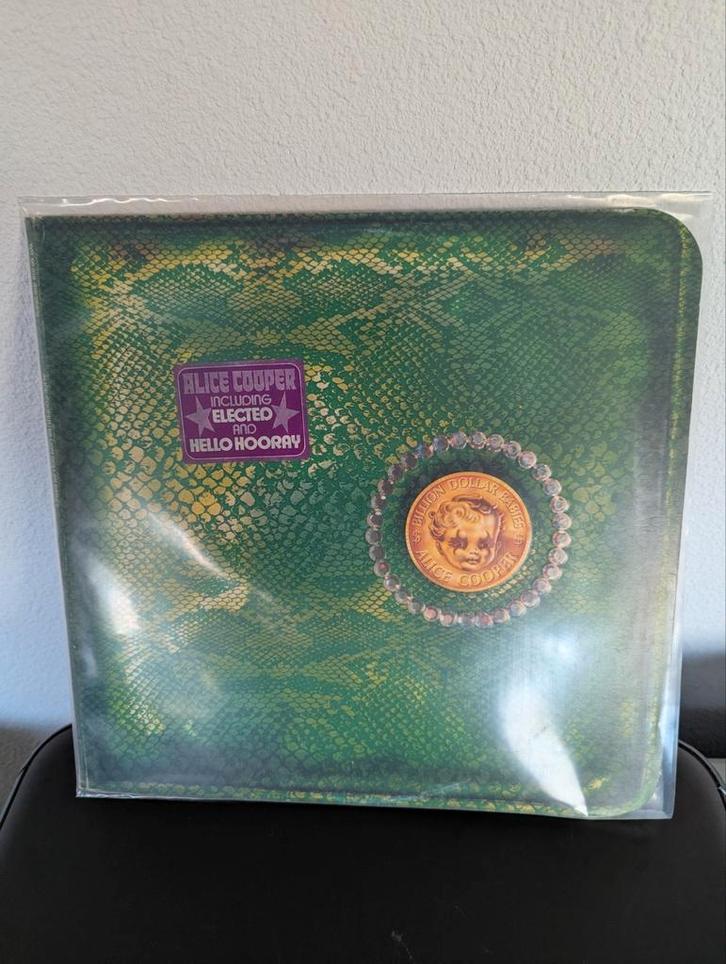 ALICE COOPER
INCLUDING
ELECTED
AND
HELLO HOORAY
BILLION DOLLAR BABIES
ALICE COOPER